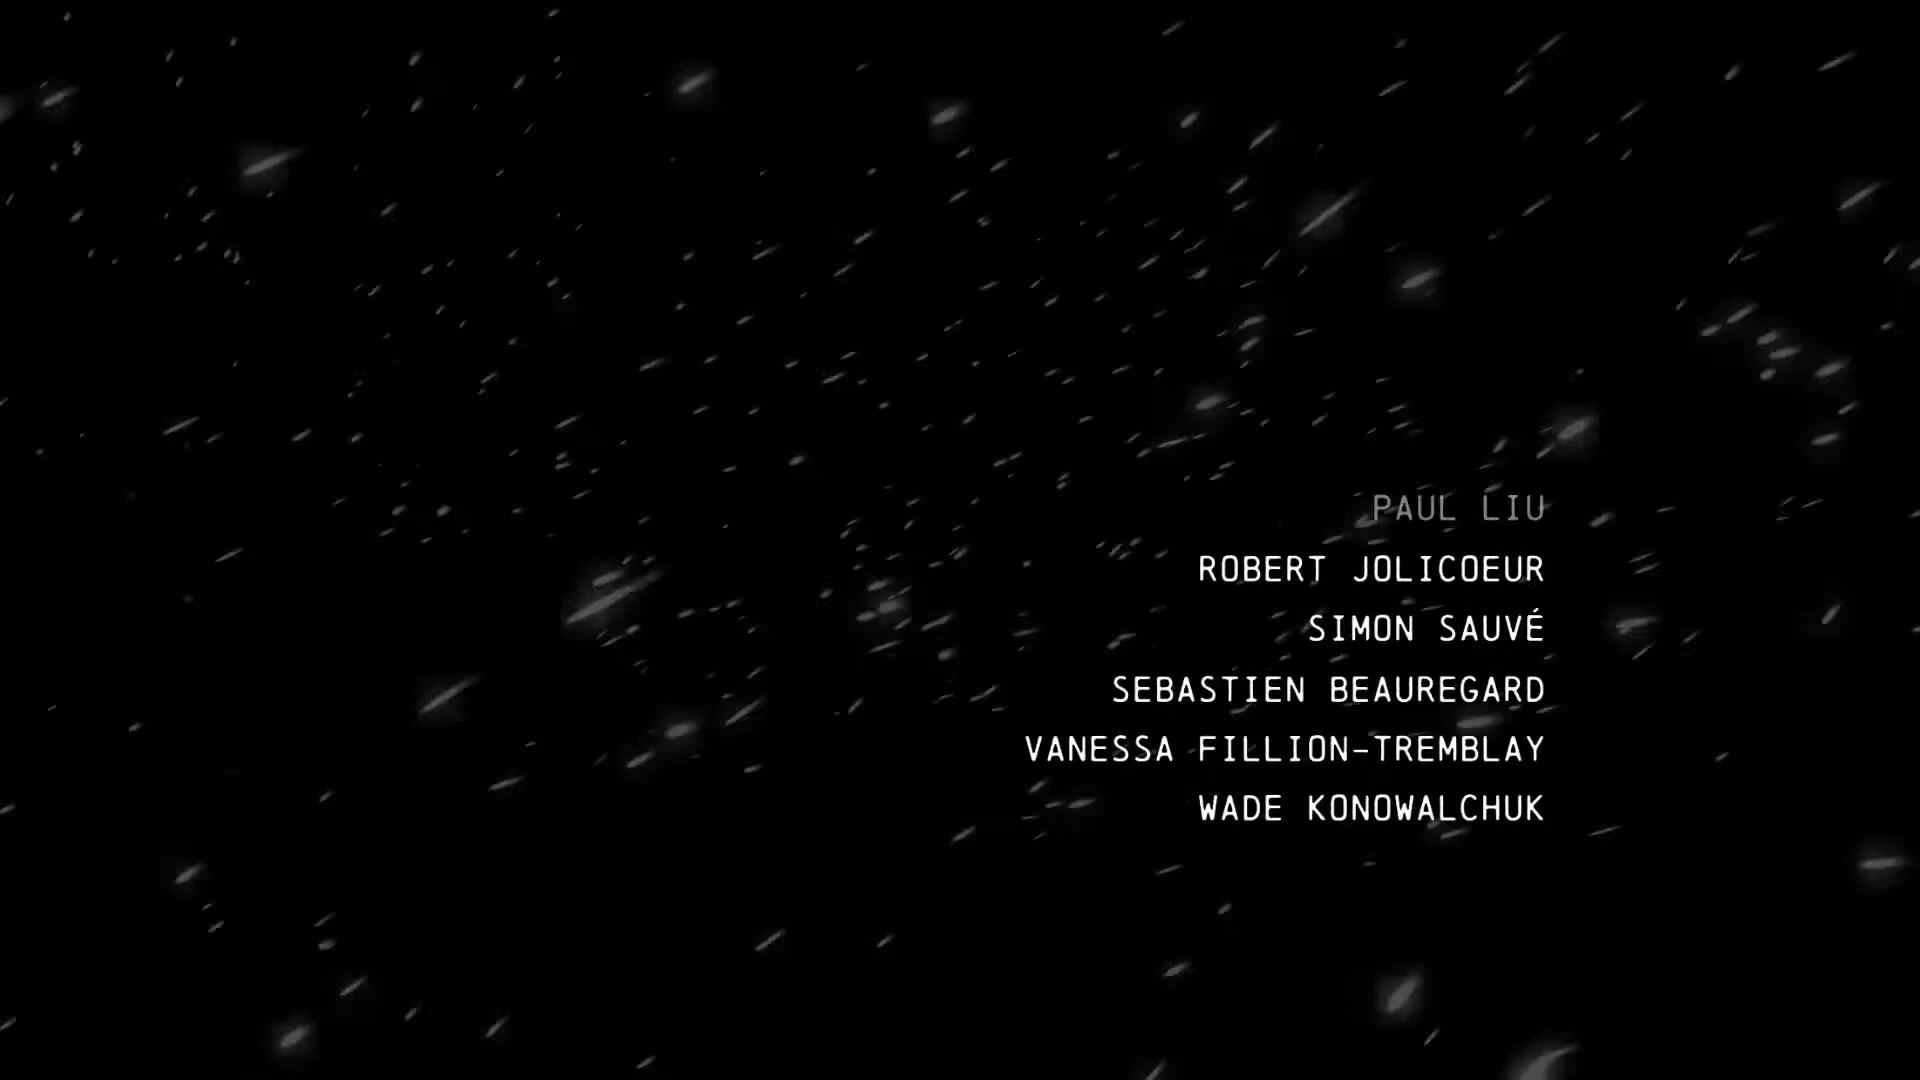 PAUL LIU
ROBERT JOLICOEUR
SIMON SAUVÉ
SEBASTIEN BEAUREGARD
VANESSA FILLION-TREMBLAY
WADE KONOWALCHUK